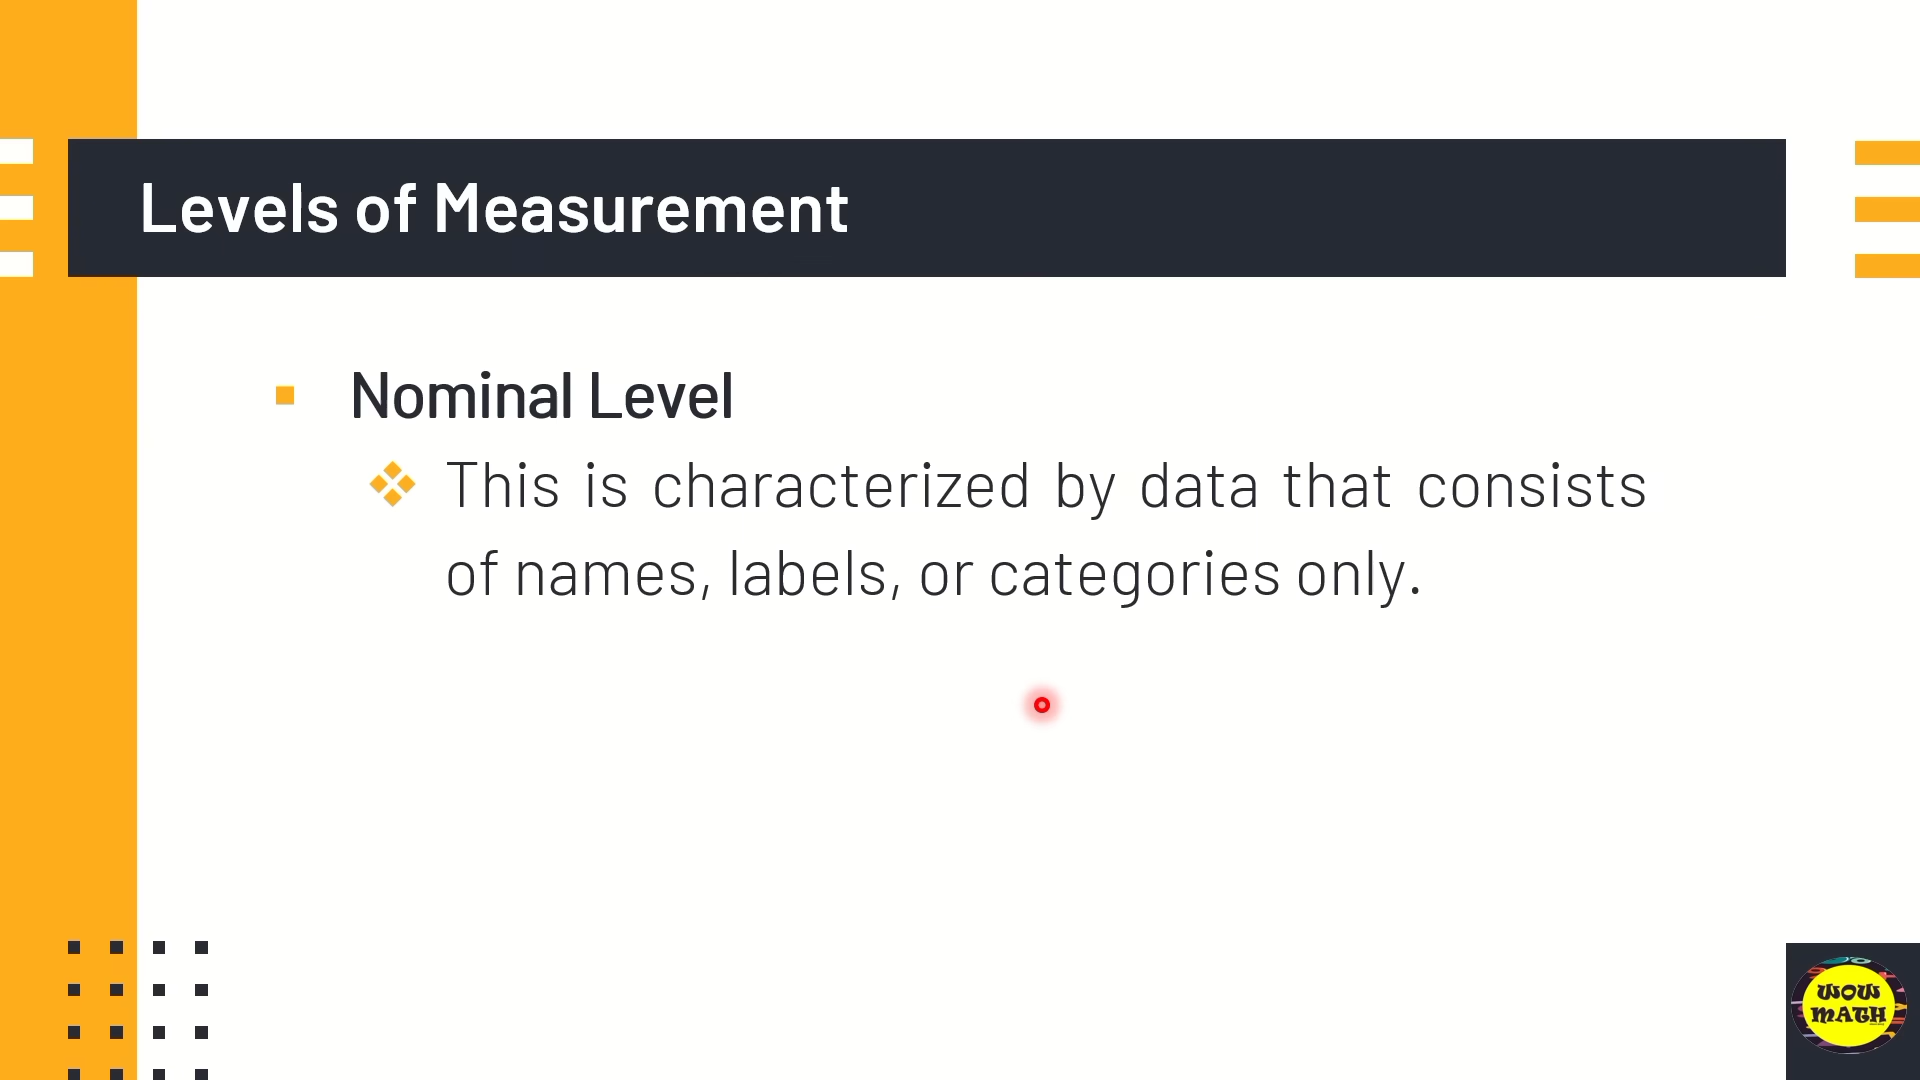 Levels of Measurement
Nominal Level
This is characterized by data that consists
of names, labels, or categories only.
WOW
MATH